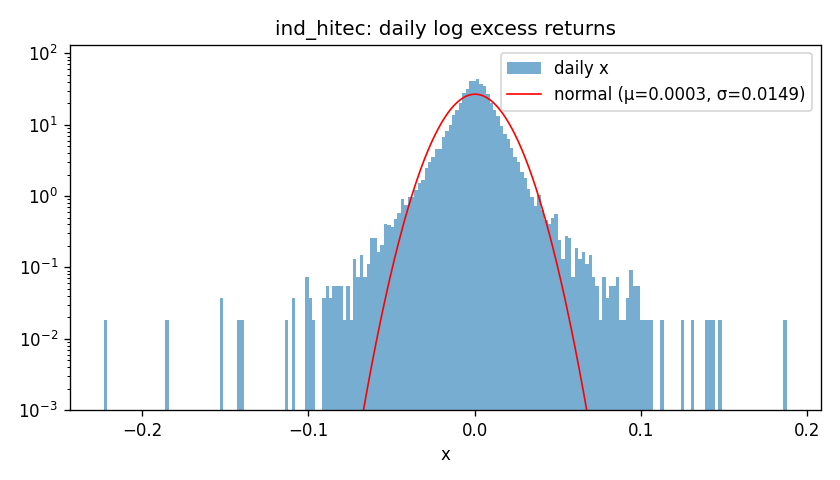 ind_hitec: daily log excess returns
daily x
normal (μ=0.0003, σ=0.0149)
10²
10¹
10⁰
10⁻¹
10⁻²
10⁻³
−0.2
−0.1
0.0
0.1
0.2
x